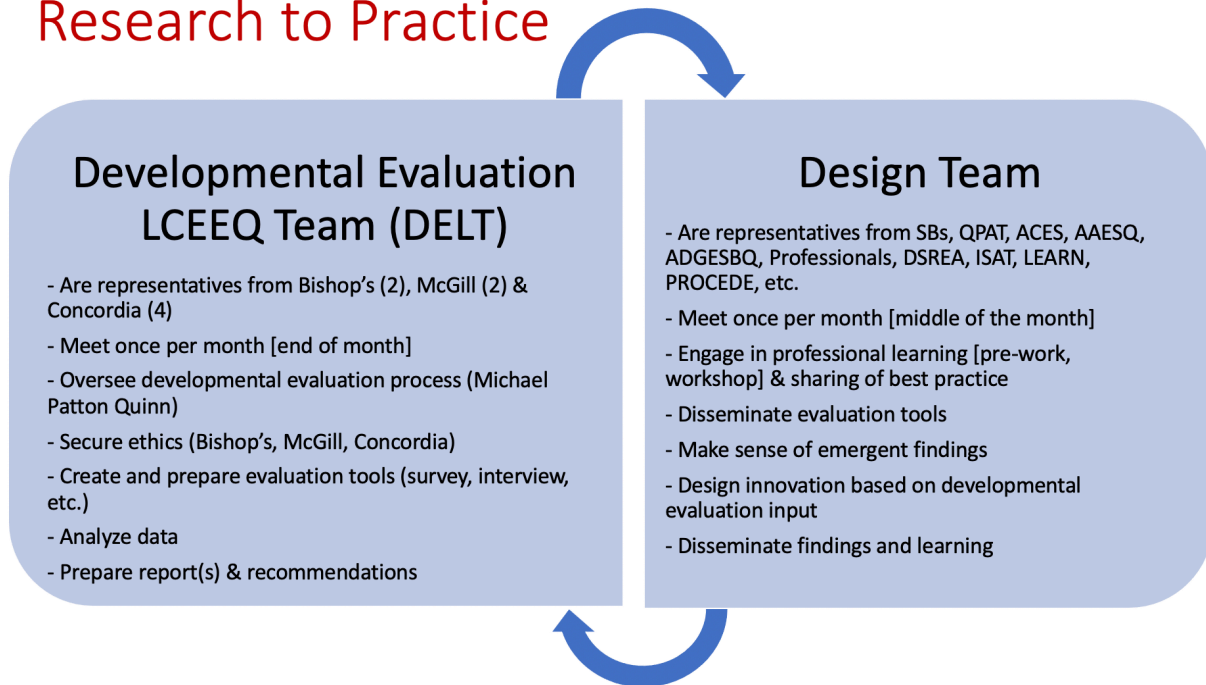 Research to Practice
Developmental Evaluation
LCEEQ Team (DELT)
- Are representatives from Bishop’s (2), McGill (2) &
Concordia (4)
- Meet once per month [end of month]
- Oversee developmental evaluation process (Michael
Patton Quinn)
- Secure ethics (Bishop’s, McGill, Concordia)
- Create and prepare evaluation tools (survey, interview,
etc.)
- Analyze data
- Prepare report(s) & recommendations
Design Team
- Are representatives from SBs, QPAT, ACES, AAESQ,
ADGESBQ, Professionals, DSREA, ISAT, LEARN,
PROCEDE, etc.
- Meet once per month [middle of the month]
- Engage in professional learning [pre-work,
workshop] & sharing of best practice
- Disseminate evaluation tools
- Make sense of emergent findings
- Design innovation based on developmental
evaluation input
- Disseminate findings and learning